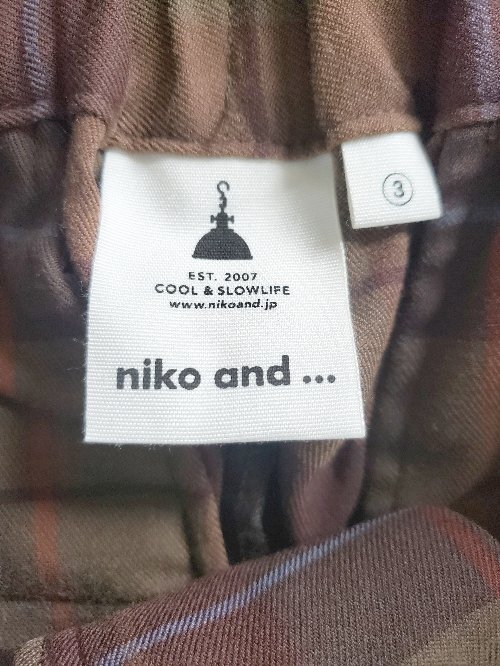 3
EST. 2007
COOL & SLOWLIFE
www.nikoand.jp
niko and ...